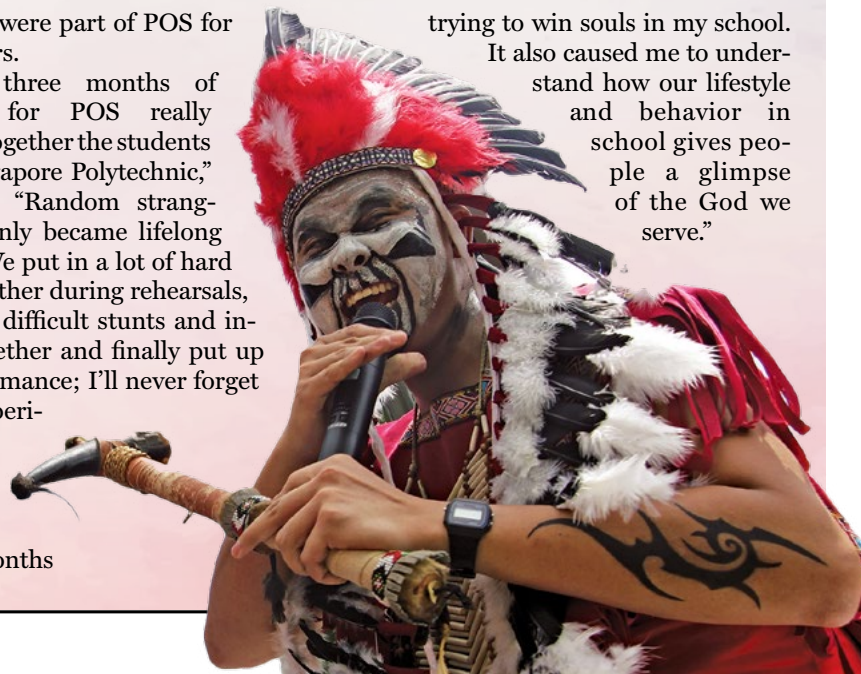 were part of POS for
rs.
three months of
for POS really
ogether the students
apore Polytechnic,”
“Random strang-
nly became lifelong
e put in a lot of hard
ther during rehearsals,
difficult stunts and in-
ether and finally put up
mance; I’ll never forget
peri-
onths
trying to win souls in my school.
It also caused me to under-
stand how our lifestyle
and behavior in
school gives peo-
ple a glimpse
of the God we
serve.”